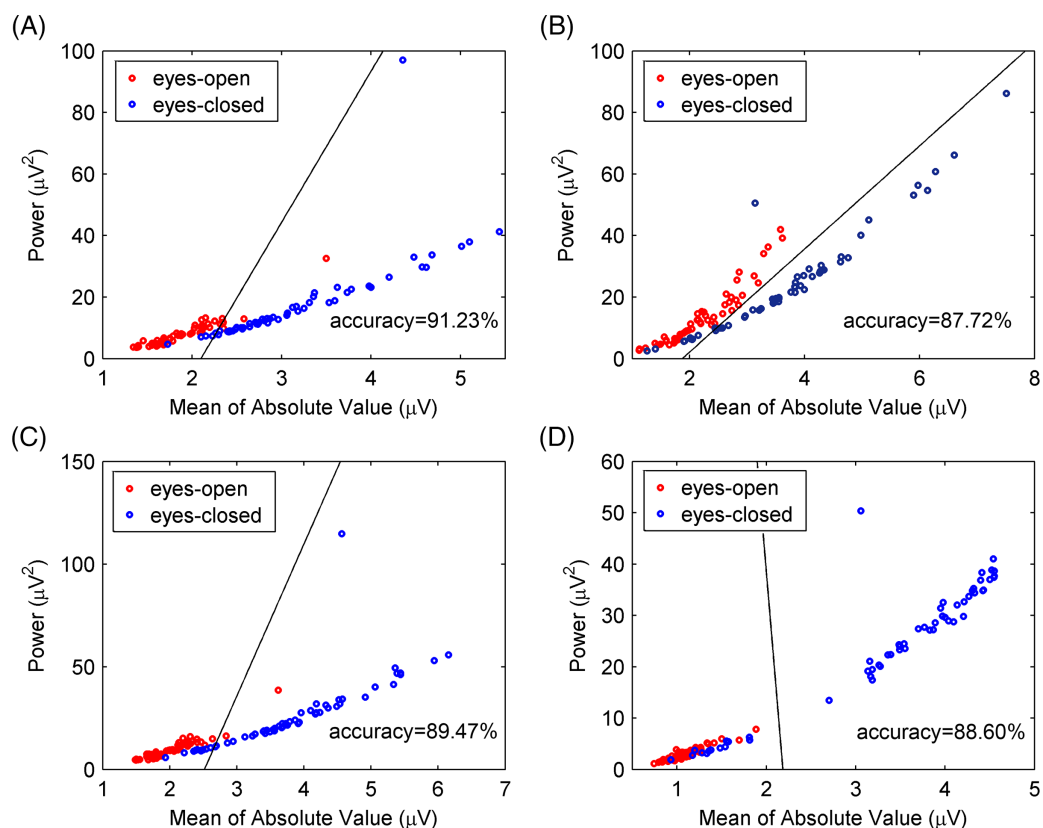 (A)
100
80
60
40
20
0
Power (μV²)
eyes-open
eyes-closed
accuracy=91.23%
1 2 3 4 5
Mean of Absolute Value (μV)
(B)
100
80
60
40
20
0
Power (μV²)
eyes-open
eyes-closed
accuracy=87.72%
2 4 6 8
Mean of Absolute Value (μV)
(C)
150
100
50
0
Power (μV²)
eyes-open
eyes-closed
accuracy=89.47%
1 2 3 4 5 6 7
Mean of Absolute Value (μV)
(D)
60
50
40
30
20
10
0
Power (μV²)
eyes-open
eyes-closed
accuracy=88.60%
1 2 3 4 5
Mean of Absolute Value (μV)